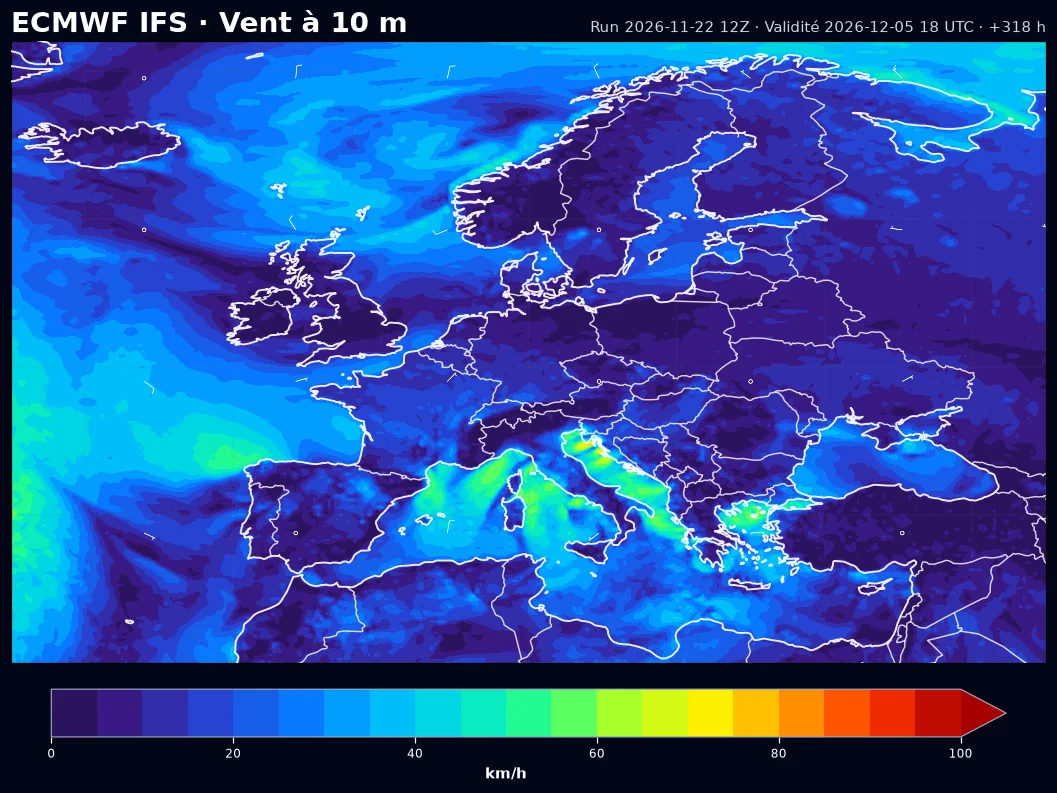 ECMWF IFS · Vent à 10 m
Run 2026-11-22 12Z · Validité 2026-12-05 18 UTC · +318 h
0 20 40 60 80 100
km/h